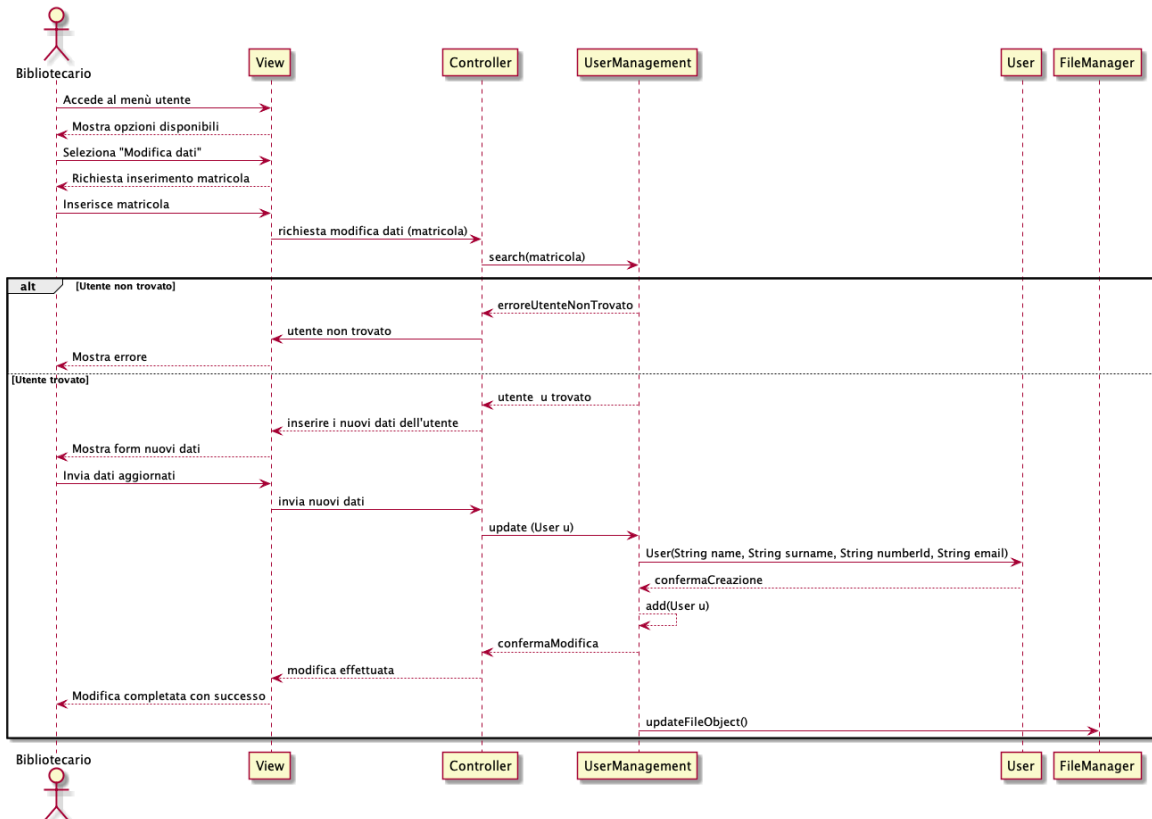 Bibliotecario
View
Controller
UserManagement
User
FileManager
Accede al menù utente
Mostra opzioni disponibili
Seleziona "Modifica dati"
Richiesta inserimento matricola
Inserisce matricola
richiesta modifica dati (matricola)
search(matricola)
alt
[Utente non trovato]
erroreUtenteNonTrovato
utente non trovato
Mostra errore
[Utente trovato]
utente  u trovato
inserire i nuovi dati dell'utente
Mostra form nuovi dati
Invia dati aggiornati
invia nuovi dati
update (User u)
User(String name, String surname, String numberId, String email)
confermaCreazione
add(User u)
confermaModifica
modifica effettuata
Modifica completata con successo
updateFileObject()
Bibliotecario
View
Controller
UserManagement
User
FileManager